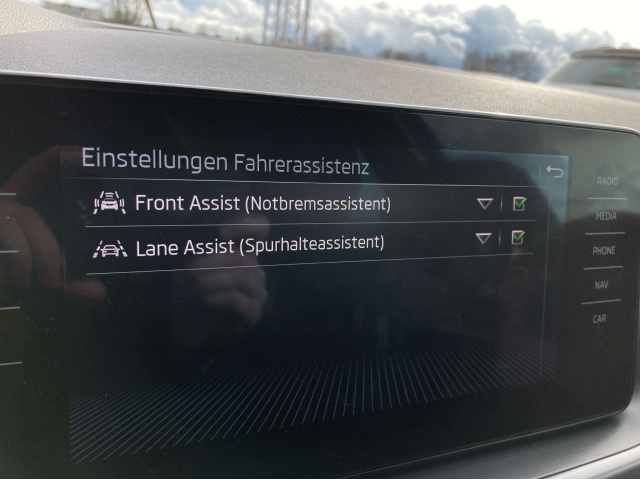 Einstellungen Fahrerassistenz
Front Assist (Notbremsassistent)
Lane Assist (Spurhalteassistent)
RADIO
MEDIA
PHONE
NAV
CAR